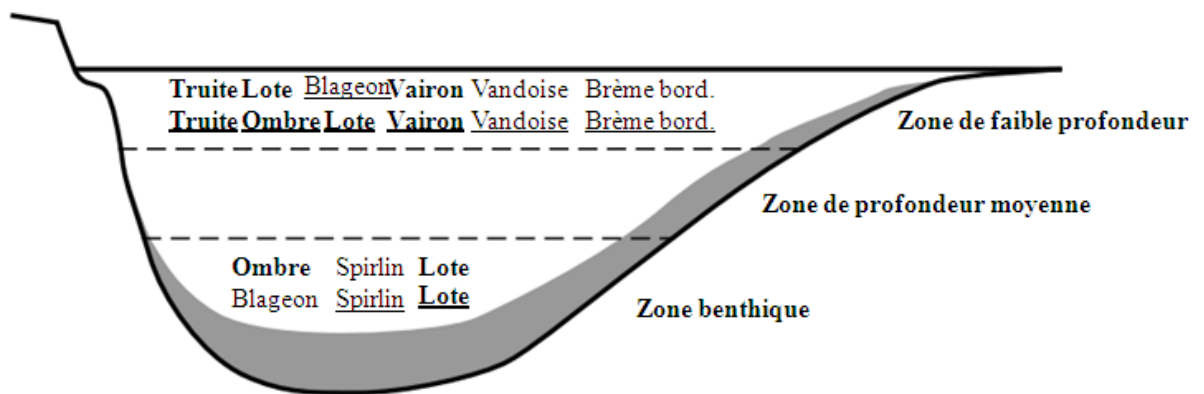 Truite Lote Blageon Vairon Vandoise Brème bord.
Truite Ombre Lote Vairon Vandoise Brème bord.
Zone de faible profondeur
Zone de profondeur moyenne
Ombre Spirlin Lote
Blageon Spirlin Lote
Zone benthique